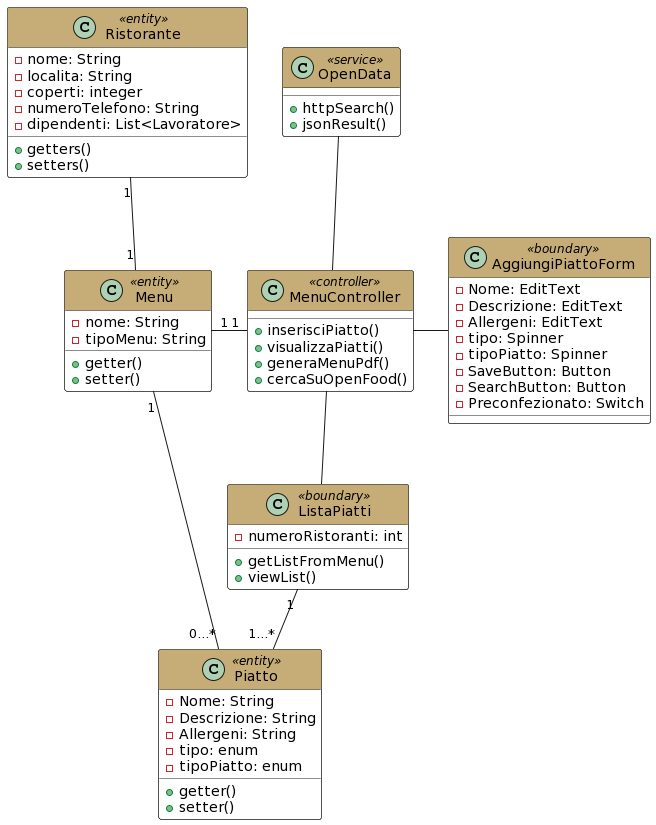 C
«entity»
Ristorante
nome: String
localita: String
coperti: integer
numeroTelefono: String
dipendenti: List<Lavoratore>
getters()
setters()
C
«service»
OpenData
httpSearch()
jsonResult()
1
1
C
«entity»
Menu
nome: String
tipoMenu: String
getter()
setter()
1 1
C
«controller»
MenuController
inserisciPiatto()
visualizzaPiatti()
generaMenuPdf()
cercaSuOpenFood()
C
«boundary»
AggiungiPiattoForm
Nome: EditText
Descrizione: EditText
Allergeni: EditText
tipo: Spinner
tipoPiatto: Spinner
SaveButton: Button
SearchButton: Button
Preconfezionato: Switch
1
C
«boundary»
ListaPiatti
numeroRistoranti: int
getListFromMenu()
viewList()
1
0...*
1...*
C
«entity»
Piatto
Nome: String
Descrizione: String
Allergeni: String
tipo: enum
tipoPiatto: enum
getter()
setter()